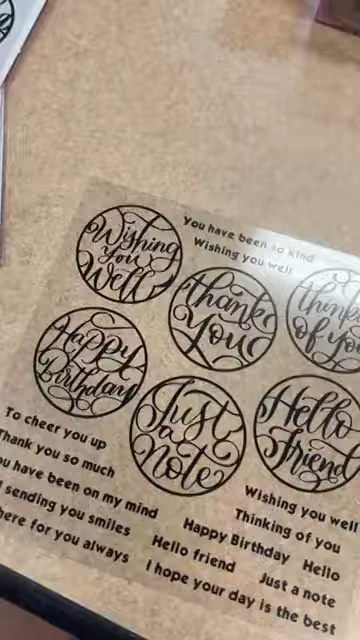 You have been so kind
Wishing you well
Wishing
You
Well
thank
You
thinking
of you
Happy
Birthday
Just
a
Note
Hello
Friend
To cheer you up
Thank you so much
You have been on my mind
sending you smiles
here for you always
Wishing you well
Thinking of you
Happy Birthday
Hello
Hello friend
Just a note
I hope your day is the best